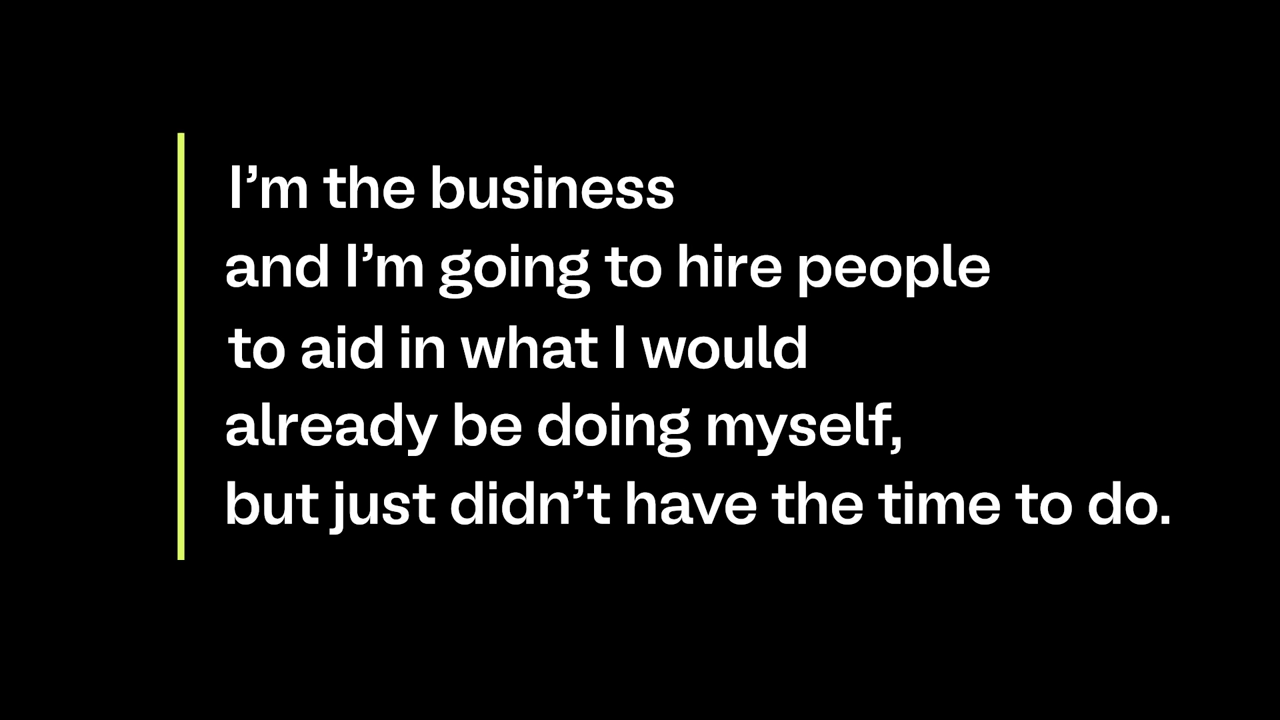 I’m the business
and I’m going to hire people
to aid in what I would
already be doing myself,
but just didn’t have the time to do.